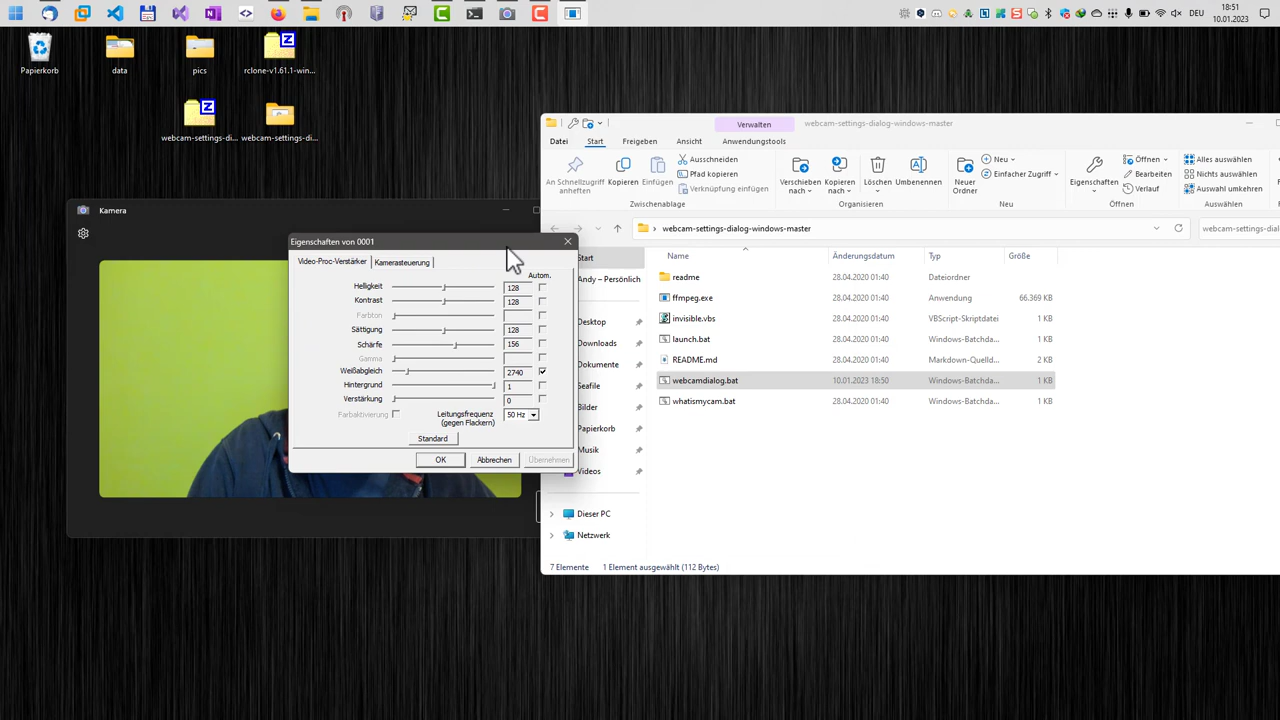 DEU
18:51
10.01.2023
Papierkorb
data
pics
rclone-v1.61.1-win...
webcam-settings-di...
webcam-settings-di...
Kamera
Eigenschaften von 0001
Video-Proc-Verstärker
Kamerasteuerung
Autom.
Helligkeit 128
Kontrast 128
Farbton
Sättigung 128
Schärfe 156
Gamma
Weißabgleich 2740
Hintergrund 1
Verstärkung 0
Farbaktivierung
Leitungsfrequenz
(gegen Flackern)
50 Hz
Standard
OK
Abbrechen
Übernehmen
Verwalten
webcam-settings-dialog-windows-master
Datei
Start
Freigeben
Ansicht
Anwendungstools
An Schnellzugriff
anheften
Kopieren
Einfügen
Ausschneiden
Pfad kopieren
Verknüpfung einfügen
Zwischenablage
Verschieben
nach
Kopieren
nach
Löschen
Umbenennen
Organisieren
Neuer
Ordner
Neu
Einfacher Zugriff
Neu
Eigenschaften
Öffnen
Bearbeiten
Verlauf
Öffnen
Alles auswählen
Nichts auswählen
Auswahl umkehren
Auswählen
webcam-settings-dialog-windows-master
webcam-settings-dialo
Start
Andy – Persönlich
Desktop
Downloads
Dokumente
Seafile
Bilder
Papierkorb
Musik
Videos
Dieser PC
Netzwerk
Name Änderungsdatum Typ Größe
readme 28.04.2020 01:40 Dateiordner
ffmpeg.exe 28.04.2020 01:40 Anwendung 66.369 KB
invisible.vbs 28.04.2020 01:40 VBScript-Skriptdatei 1 KB
launch.bat 28.04.2020 01:40 Windows-Batchda... 1 KB
README.md 28.04.2020 01:40 Markdown-Quelld... 1 KB
webcamdialog.bat 10.01.2023 18:50 Windows-Batchda... 1 KB
whatismycam.bat 28.04.2020 01:40 Windows-Batchda... 1 KB
7 Elemente 1 Element ausgewählt (112 Bytes)